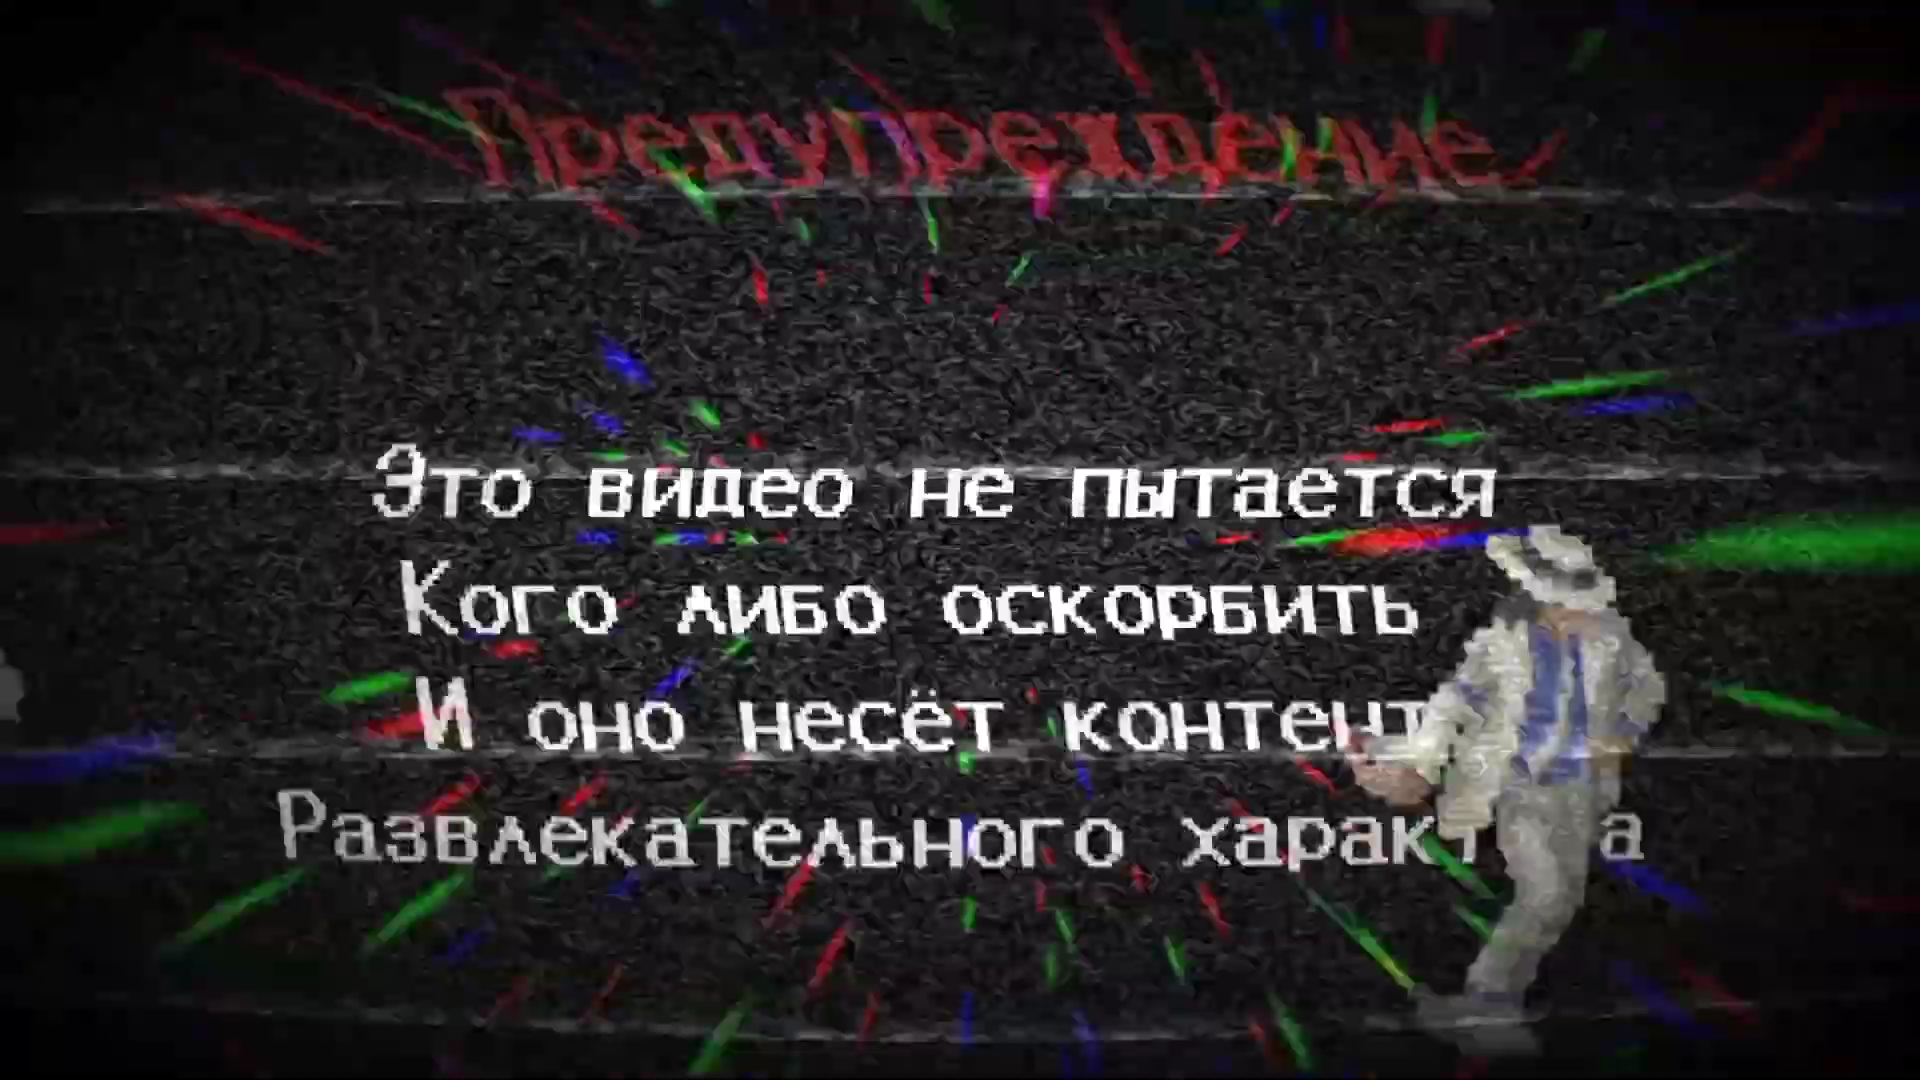 Предупреждение
Это видео не пытается
Кого либо оскорбить
И оно несёт контент
Развлекательного